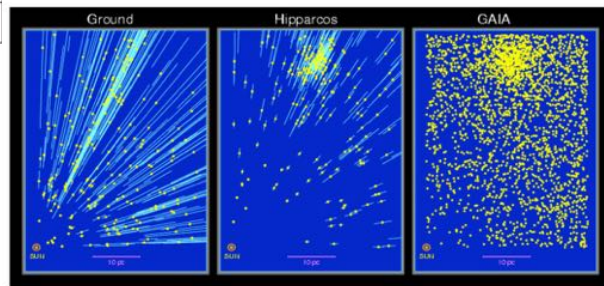 Ground
Hipparcos
GAIA
SUN
10 pc
SUN
10 pc
SUN
10 pc